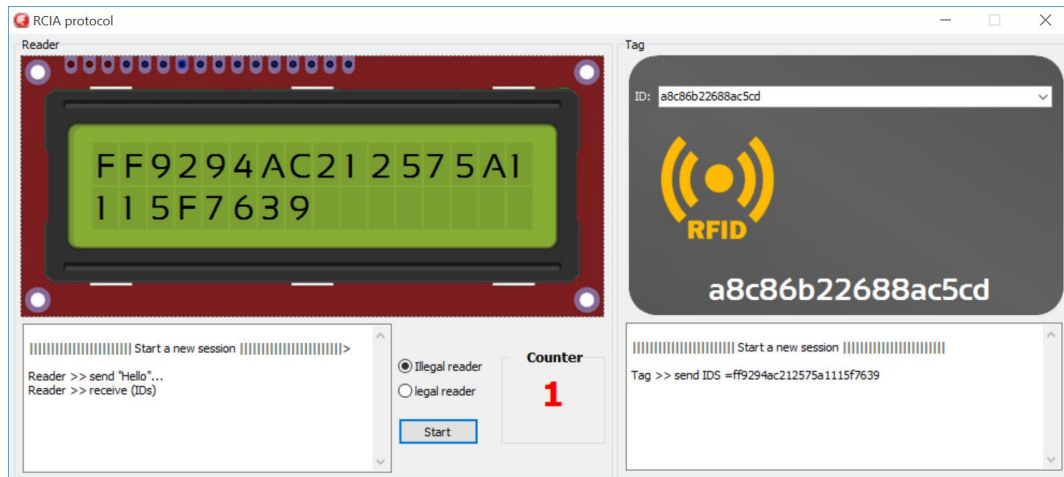 RCIA protocol
Reader
FF9294AC212575A1
115F7639
|||||||||||||||||||||||| Start a new session ||||||||||||||||||||||||>
Reader >> send "Hello"...
Reader >> receive (IDs)
Illegal reader
legal reader
Start
Counter
1
Tag
ID: a8c86b22688ac5cd
RFID
a8c86b22688ac5cd
|||||||||||||||||||||||| Start a new session ||||||||||||||||||||||||
Tag >> send IDS =ff9294ac212575a1115f7639